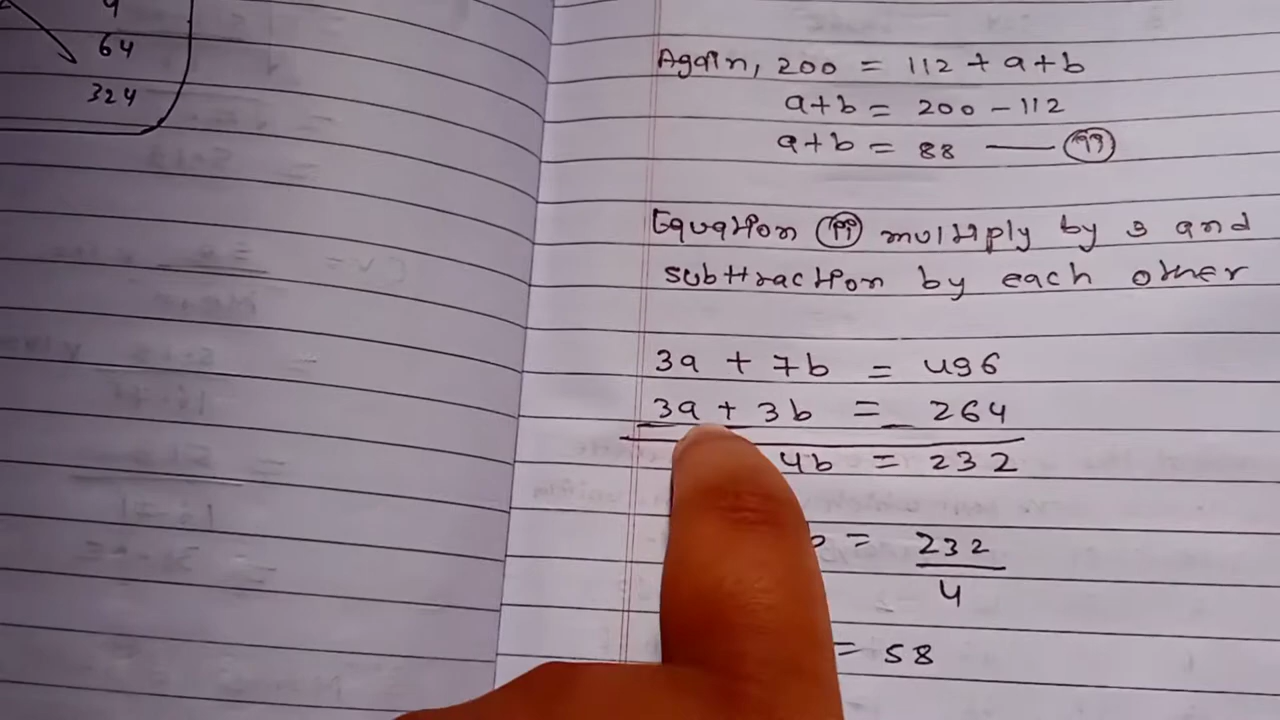 9
64
324
Again, 200 = 112 + a+b
a+b = 200 - 112
a+b = 88 — (ii)
Equation (ii) multiply by 3 and
subtraction by each other
3a + 7b = 496
3a + 3b = 264
4b = 232
b = 232
4
= 58